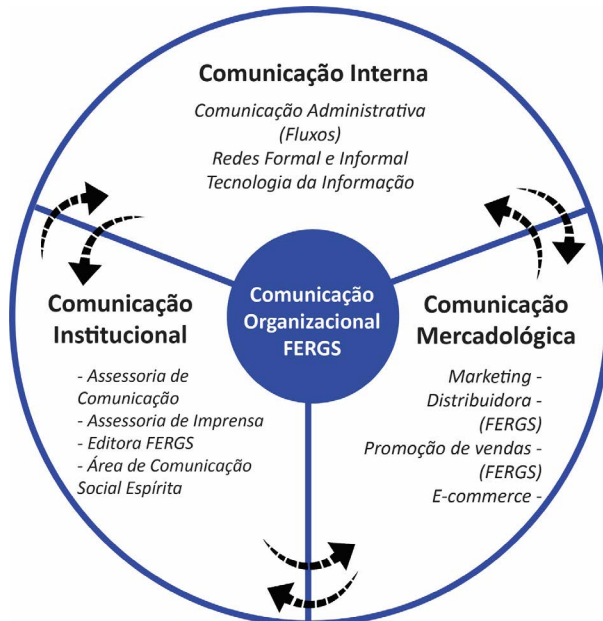 Comunicação Interna
Comunicação Administrativa
(Fluxos)
Redes Formal e Informal
Tecnologia da Informação
Comunicação
Organizacional
FERGS
Comunicação
Institucional
- Assessoria de
Comunicação
- Assessoria de Imprensa
- Editora FERGS
- Área de Comunicação
Social Espírita
Comunicação
Mercadológica
Marketing -
Distribuidora -
(FERGS)
Promoção de vendas -
(FERGS)
E-commerce -